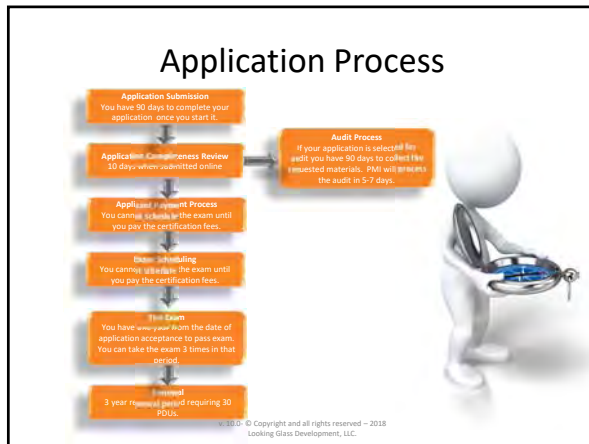 Application Process
Application Submission
You have 90 days to complete your
application once you start it.
Application Completeness Review
10 days when submitted online
Audit Process
If your application is selected for
audit you have 90 days to collect the
requested materials. PMI will process
the audit in 5-7 days.
Applicant Payment Process
You cannot schedule the exam until
you pay the certification fees.
Exam Scheduling
You cannot schedule the exam until
you pay the certification fees.
The Exam
You have one year from the date of
application acceptance to pass exam.
You can take the exam 3 times in that
period.
Renewal
3 year renewal period requiring 30
PDUs.
v. 10.0- © Copyright and all rights reserved – 2018
Looking Glass Development, LLC.